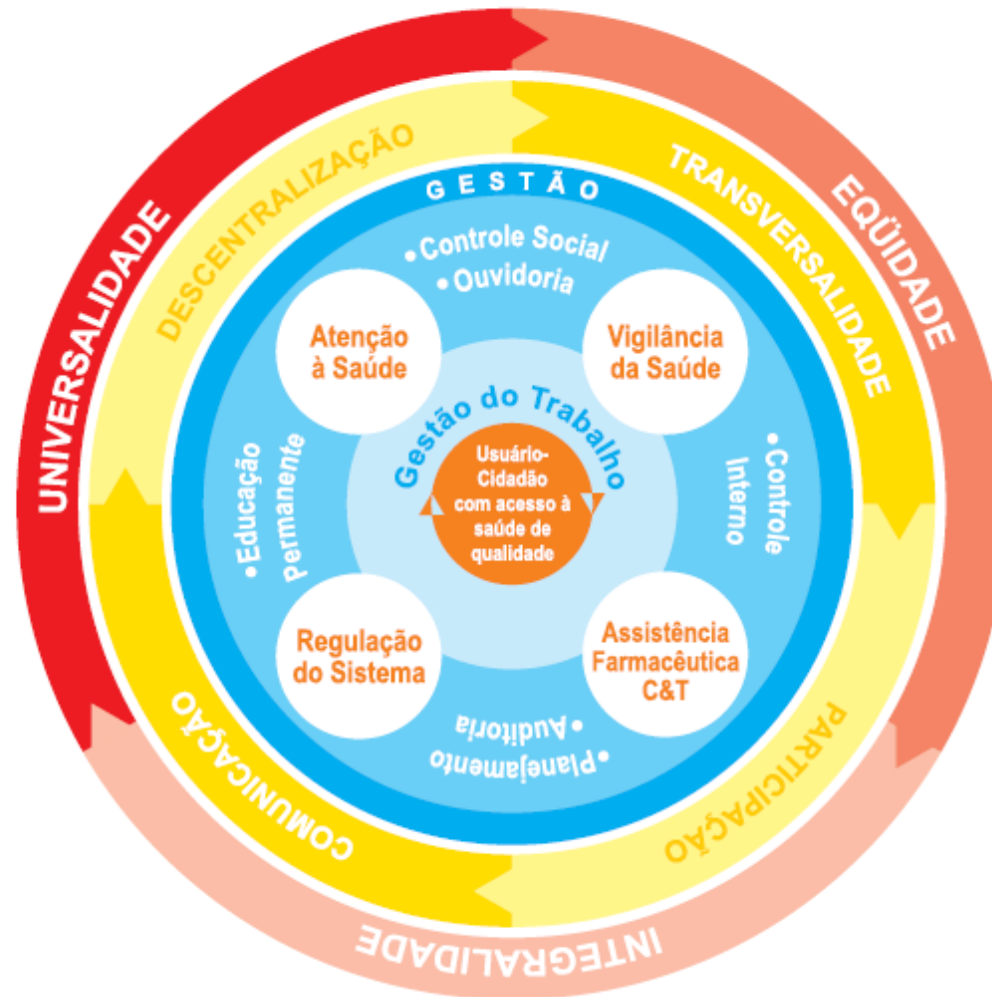 UNIVERSALIDADE
EQÜIDADE
INTEGRALIDADE
DESCENTRALIZAÇÃO
TRANSVERSALIDADE
PARTICIPAÇÃO
COMUNICAÇÃO
GESTÃO
•Controle Social
•Ouvidoria
Atenção
à Saúde
Vigilância
da Saúde
•Educação
Permanente
Gestão do Trabalho
Usuário-
Cidadão
com acesso à
saúde de
qualidade
•Controle
Interno
Regulação
do Sistema
Assistência
Farmacêutica
C&T
•Auditoria
•Planejamento